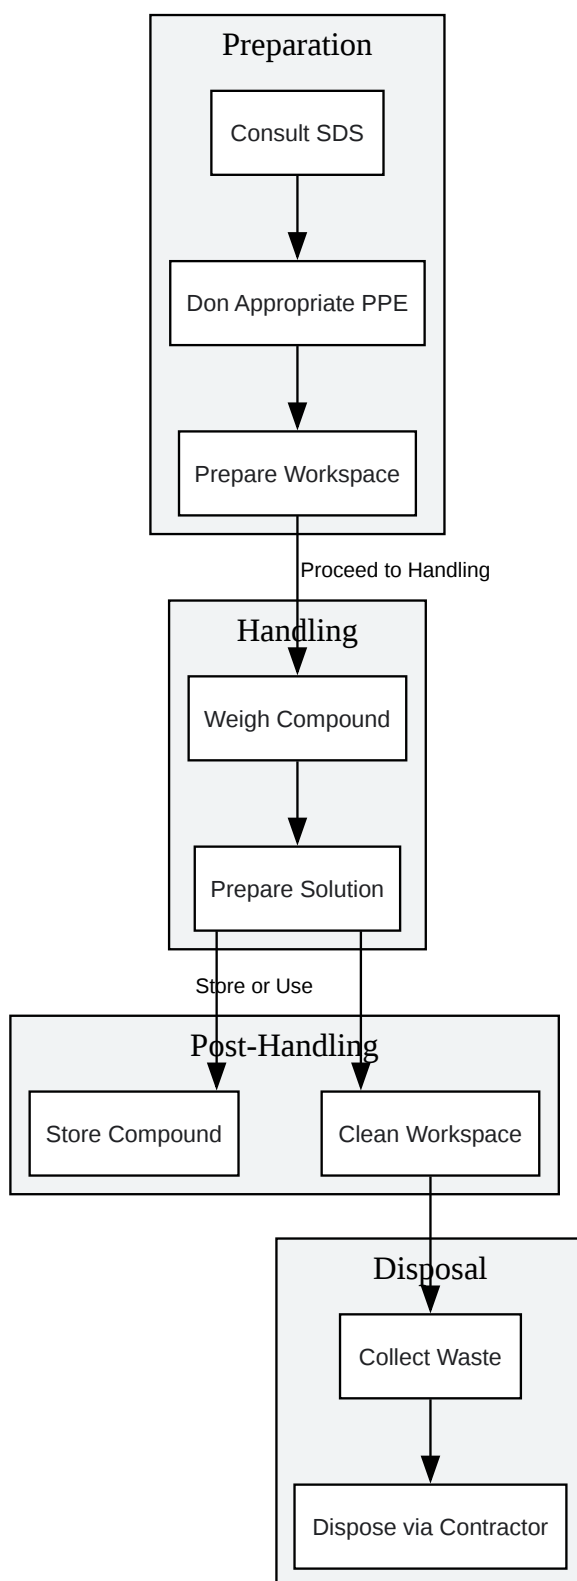 Preparation
Consult SDS
Don Appropriate PPE
Prepare Workspace
Proceed to Handling
Handling
Weigh Compound
Prepare Solution
Store or Use
Post-Handling
Store Compound
Clean Workspace
Disposal
Collect Waste
Dispose via Contractor